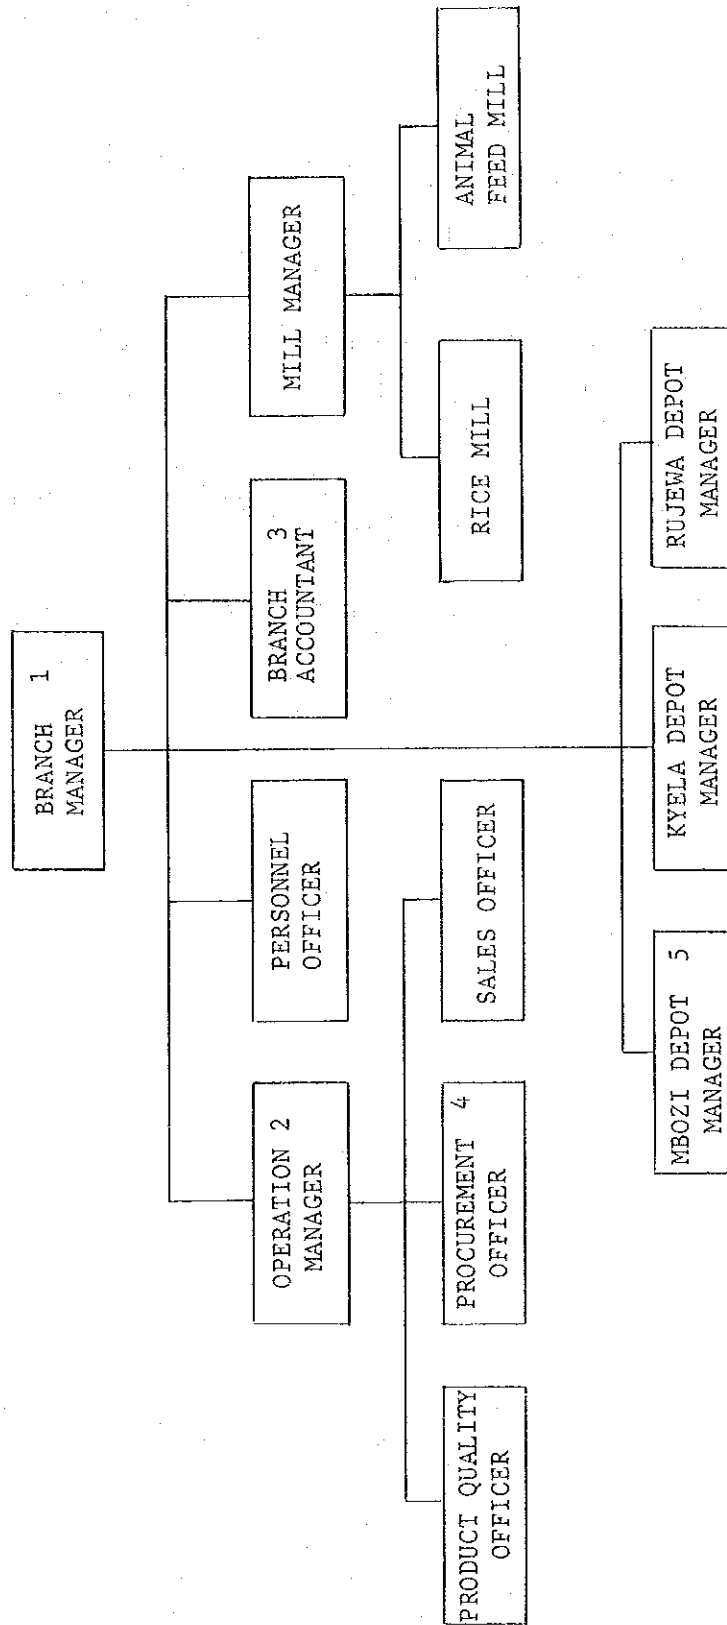 BRANCH 1
MANAGER
OPERATION 2
MANAGER
PERSONNEL
OFFICER
BRANCH 3
ACCOUNTANT
MILL MANAGER
PRODUCT QUALITY
OFFICER
PROCUREMENT 4
OFFICER
SALES OFFICER
RICE MILL
ANIMAL
FEED MILL
MBOZI DEPOT 5
MANAGER
KYELA DEPOT
MANAGER
RUJEWA DEPOT
MANAGER